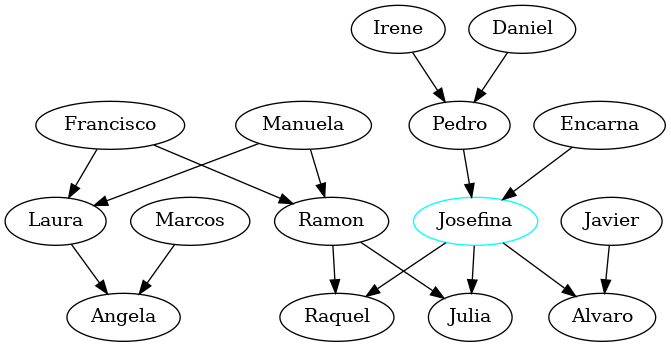 Irene
Daniel
Francisco
Manuela
Pedro
Encarna
Laura
Marcos
Ramon
Josefina
Javier
Angela
Raquel
Julia
Alvaro